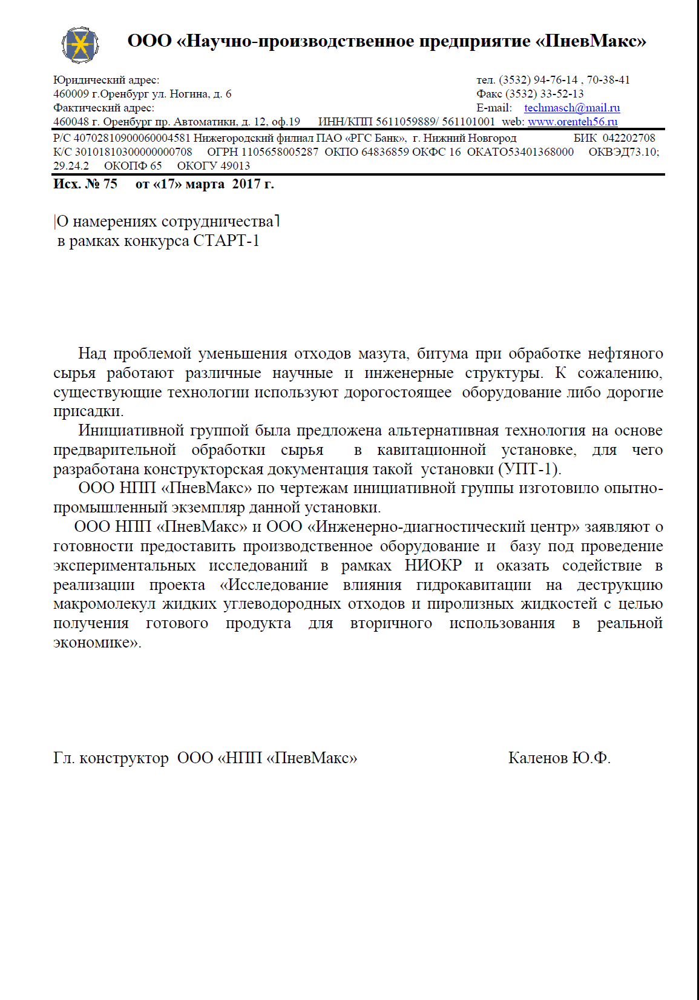 ООО «Научно-производственное предприятие «ПневМакс»
Юридический адрес: тел. (3532) 94-76-14 , 70-38-41
460009 г.Оренбург ул. Ногина, д. 6 Факс (3532) 33-52-13
Фактический адрес: E-mail: techmasch@mail.ru
460048 г. Оренбург пр. Автоматики, д. 12, оф.19 ИНН/КПП 5611059889/ 561101001 web: www.orenteh56.ru
Р/С 40702810900060004581 Нижегородский филиал ПАО «РГС Банк», г. Нижний Новгород БИК 042202708
К/С 30101810300000000708 ОГРН 1105658005287 ОКПО 64836859 ОКФС 16 ОКАТО53401368000 ОКВЭД73.10;
29.24.2 ОКОПФ 65 ОКОГУ 49013
Исх. № 75 от «17» марта 2017 г.
О намерениях сотрудничества
в рамках конкурса СТАРТ-1
Над проблемой уменьшения отходов мазута, битума при обработке нефтяного
сырья работают различные научные и инженерные структуры. К сожалению,
существующие технологии используют дорогостоящее оборудование либо дорогие
присадки.
Инициативной группой была предложена альтернативная технология на основе
предварительной обработки сырья в кавитационной установке, для чего
разработана конструкторская документация такой установки (УПТ-1).
ООО НПП «ПневМакс» по чертежам инициативной группы изготовило опытно-
промышленный экземпляр данной установки.
ООО НПП «ПневМакс» и ООО «Инженерно-диагностический центр» заявляют о
готовности предоставить производственное оборудование и базу под проведение
экспериментальных исследований в рамках НИОКР и оказать содействие в
реализации проекта «Исследование влияния гидрокавитации на деструкцию
макромолекул жидких углеводородных отходов и пиролизных жидкостей с целью
получения готового продукта для вторичного использования в реальной
экономике».
Гл. конструктор ООО «НПП «ПневМакс» Каленов Ю.Ф.